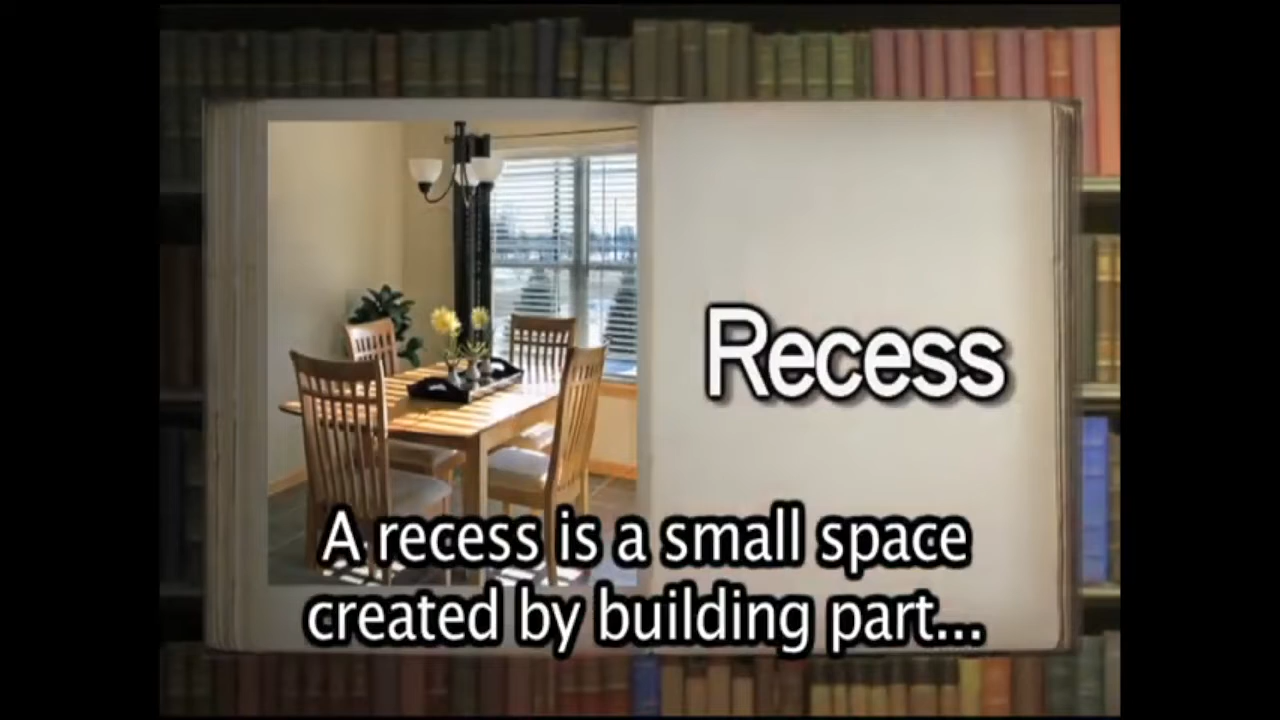 Recess
A recess is a small space
created by building part...